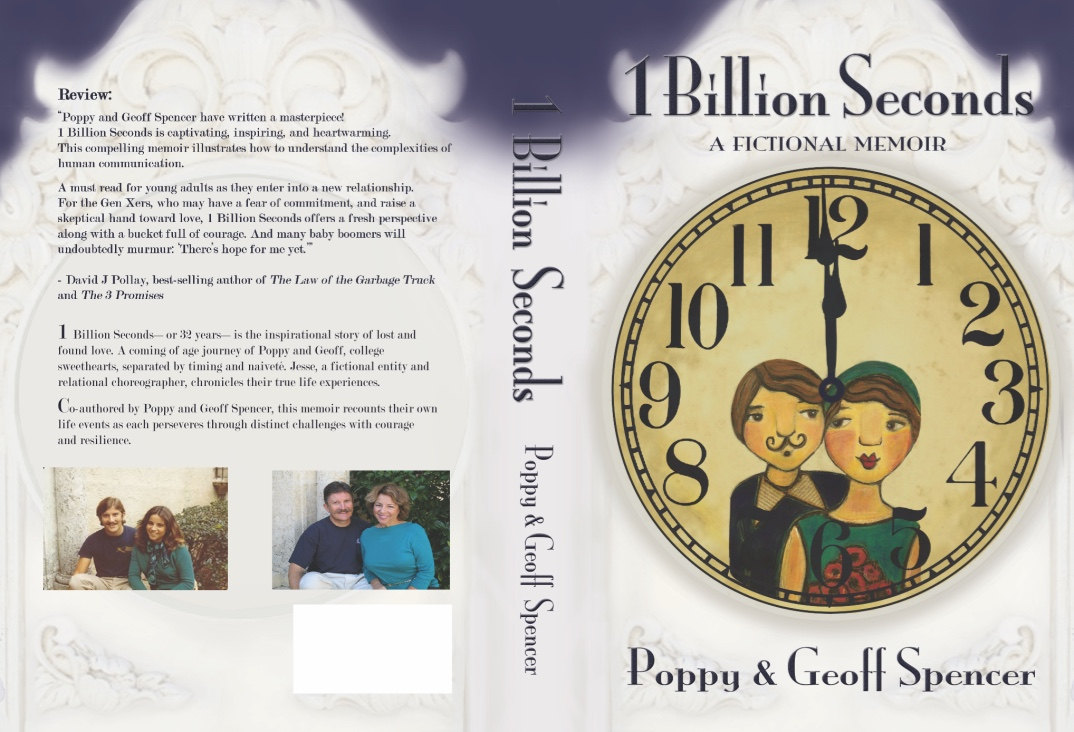 Review:
"Poppy and Geoff Spencer have written a masterpiece!
1 Billion Seconds is captivating, inspiring, and heartwarming.
This compelling memoir illustrates how to understand the complexities of
human communication.
A must read for young adults as they enter into a new relationship.
For the Gen Xers, who may have a fear of commitment, and raise a
skeptical hand toward love, 1 Billion Seconds offers a fresh perspective
along with a bucket full of courage. And many baby boomers will
undoubtedly murmur: 'There's hope for me yet.'"
- David J Pollay, best-selling author of The Law of the Garbage Truck
and The 3 Promises
1 Billion Seconds— or 32 years— is the inspirational story of lost and
found love. A coming of age journey of Poppy and Geoff, college
sweethearts, separated by timing and naiveté. Jesse, a fictional entity and
relational choreographer, chronicles their true life experiences.
Co-authored by Poppy and Geoff Spencer, this memoir recounts their own
life events as each perseveres through distinct challenges with courage
and resilience.
1 Billion Seconds
Poppy & Geoff Spencer
1 Billion Seconds
A FICTIONAL MEMOIR
12
11
1
10
2
9
3
8
4
5
6
Poppy & Geoff Spencer